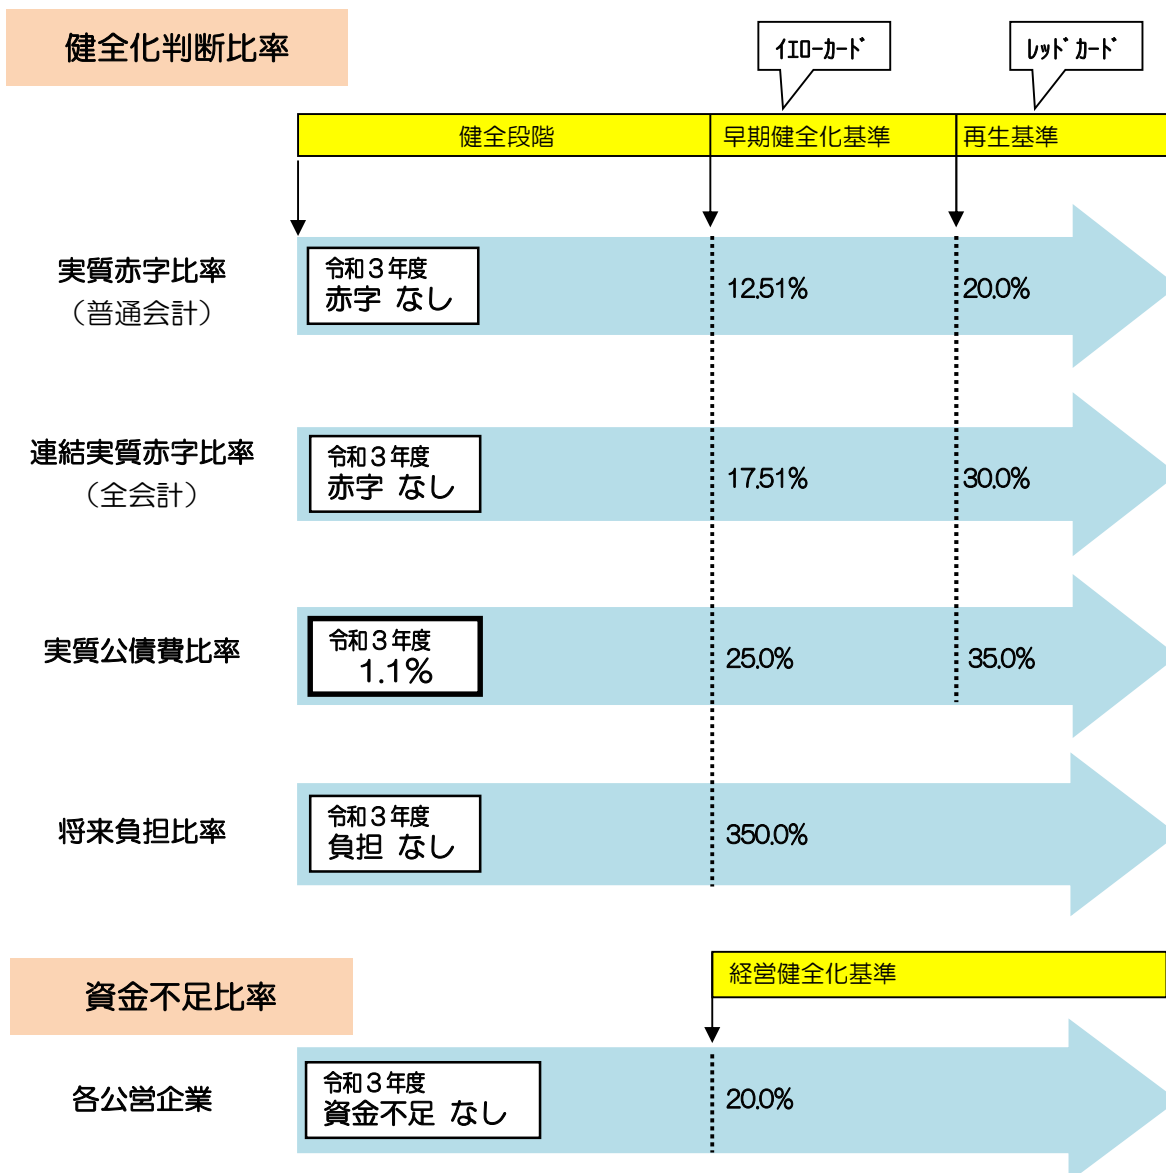 健全化判断比率
ｲｴﾛｰｶｰﾄﾞ
ﾚｯﾄﾞｶｰﾄﾞ
健全段階
早期健全化基準
再生基準
実質赤字比率
（普通会計）
令和３年度
赤字 なし
12.51%
20.0%
連結実質赤字比率
（全会計）
令和３年度
赤字 なし
17.51%
30.0%
実質公債費比率
令和３年度
1.1%
25.0%
35.0%
将来負担比率
令和３年度
負担 なし
350.0%
資金不足比率
経営健全化基準
各公営企業
令和３年度
資金不足 なし
20.0%